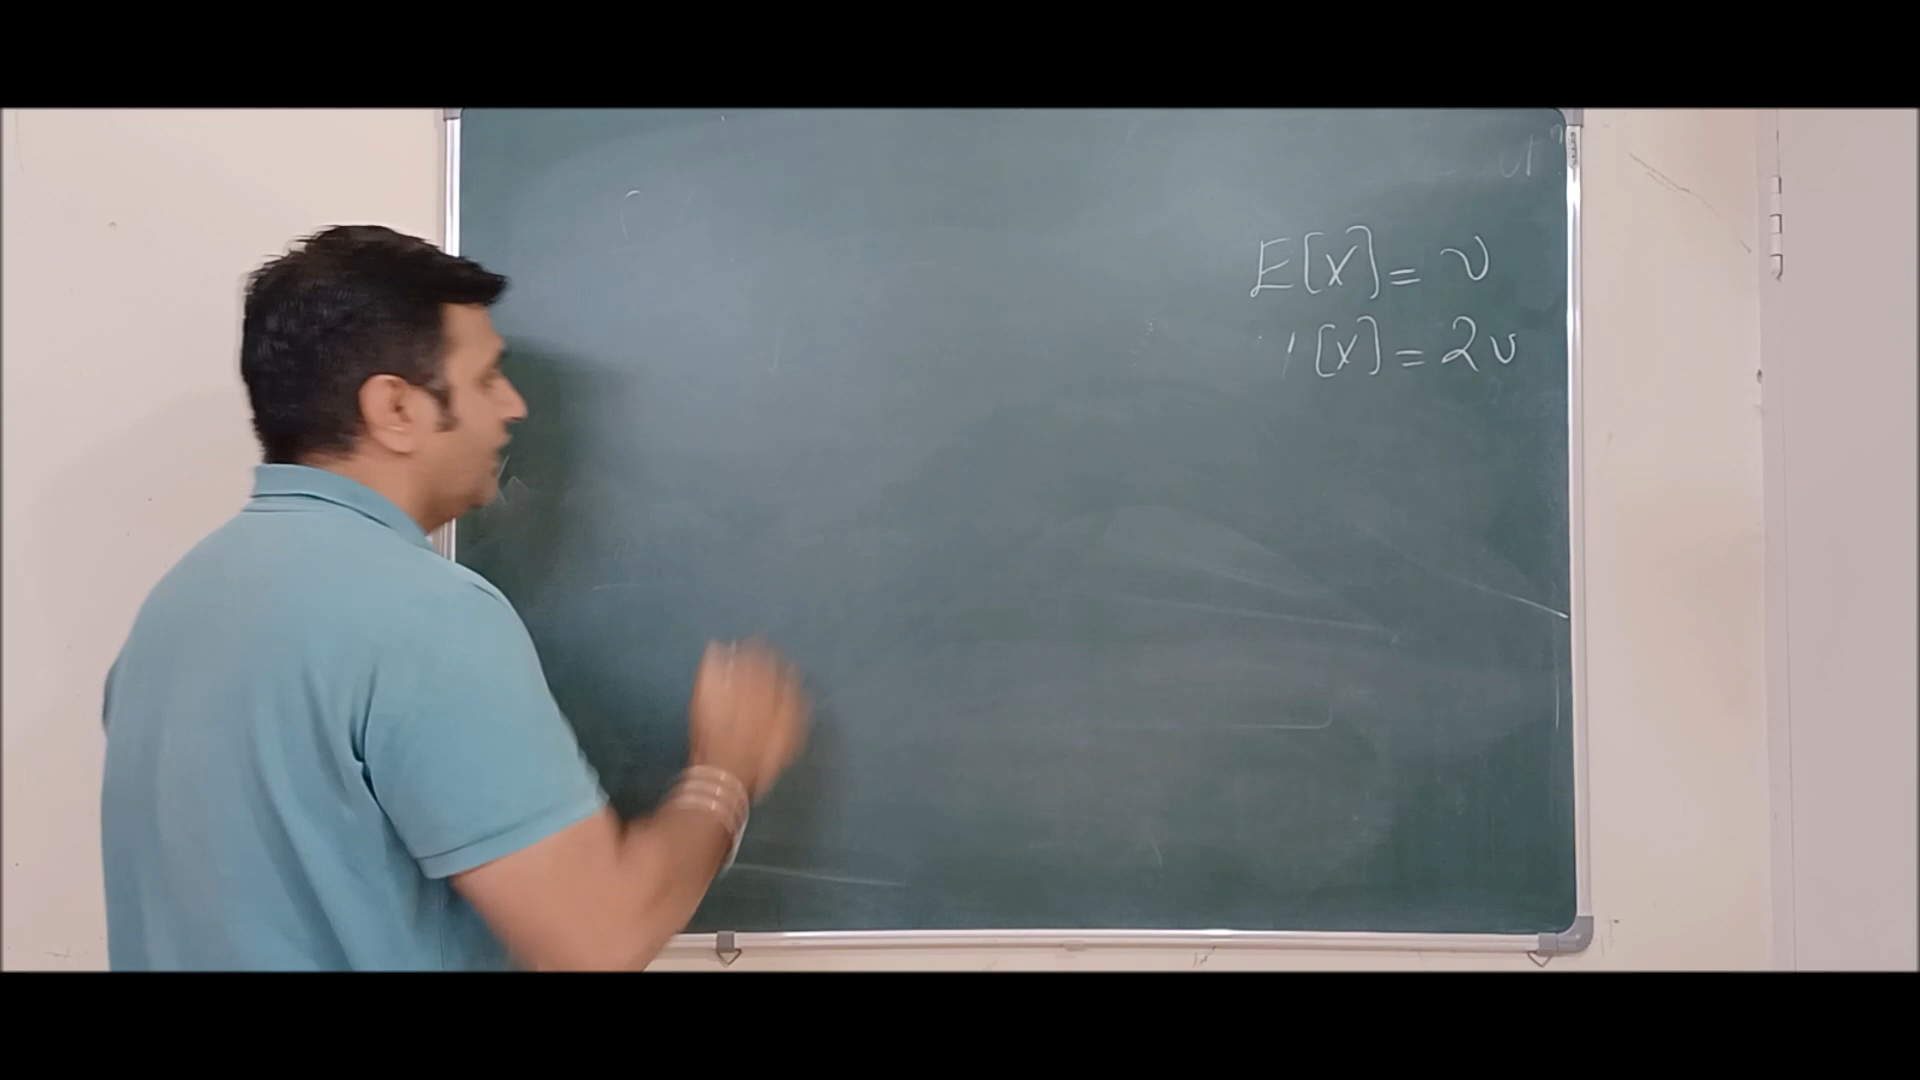 E[X] = ν
[X] = 2ν